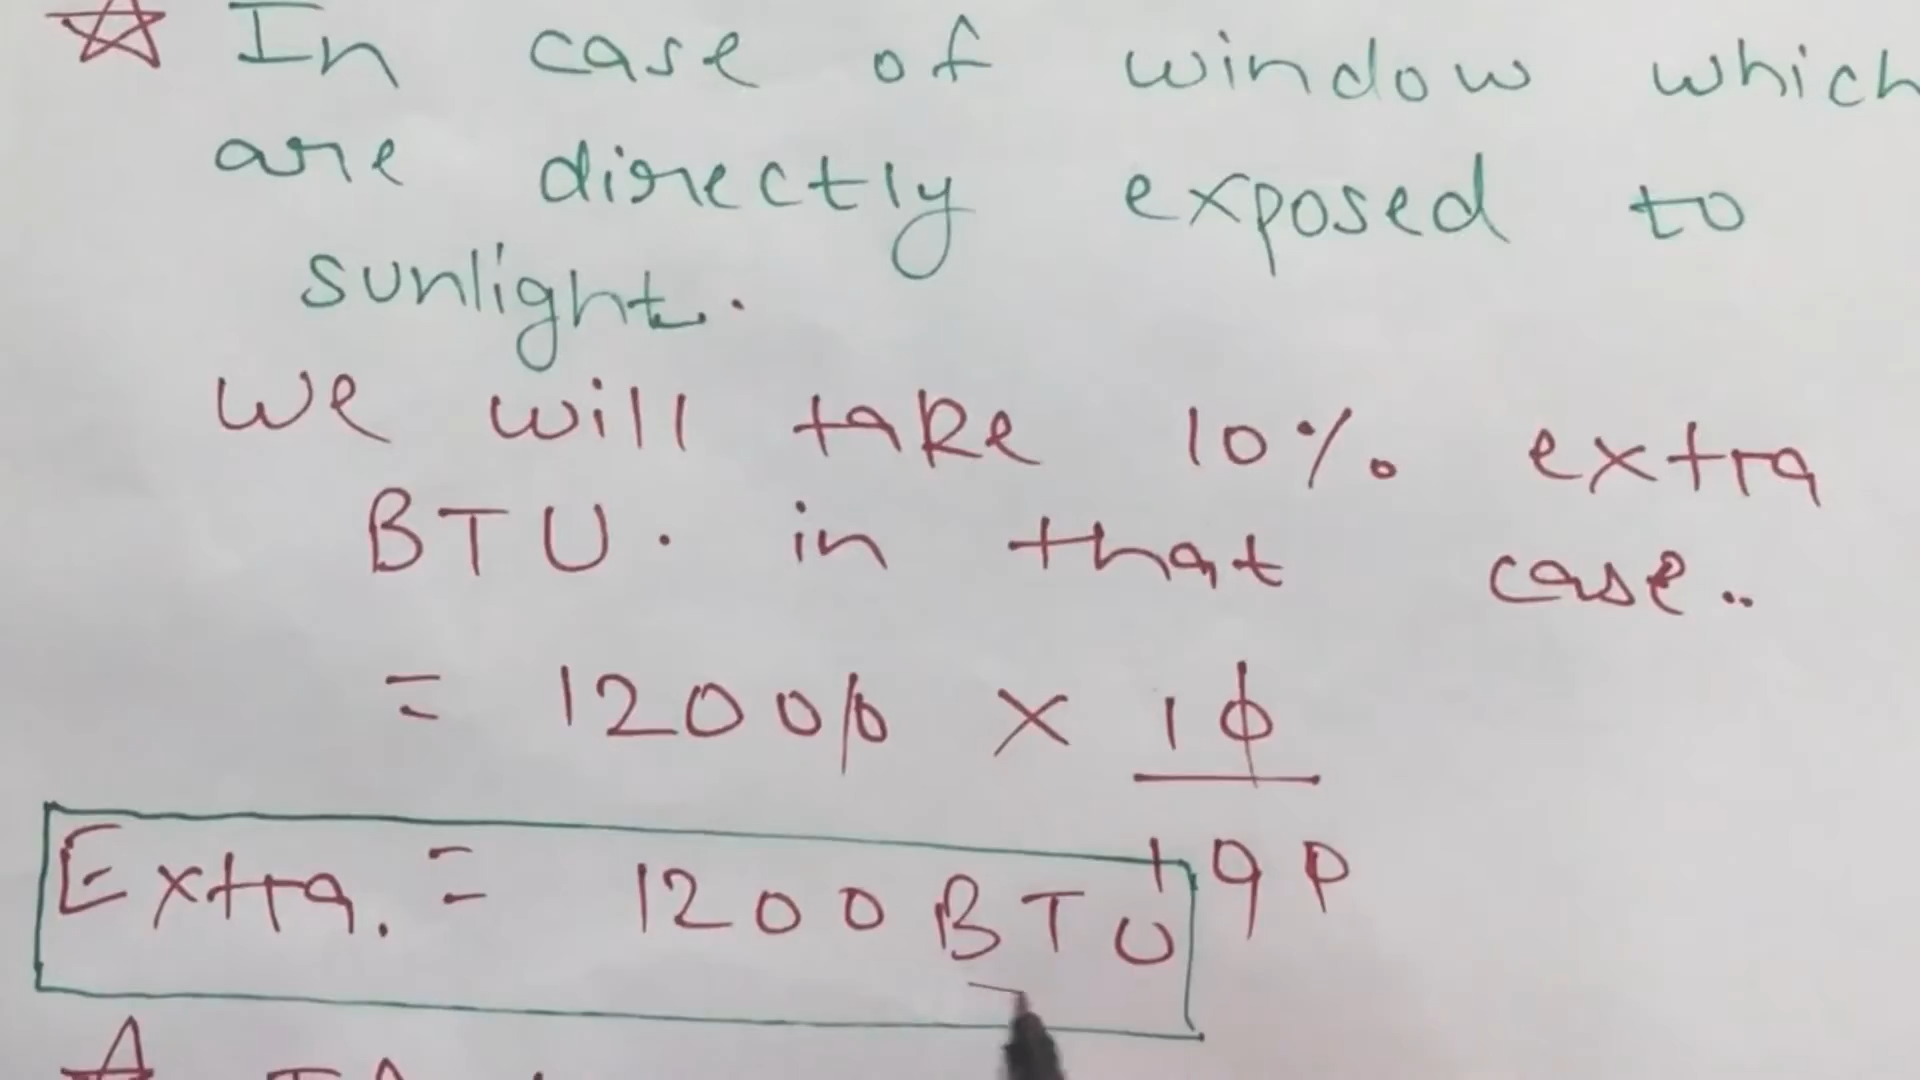 In case of window which
are directly exposed to
sunlight.
We will take 10% extra
BTU. in that case..
= 12000 × 10
100
Extra. = 1200 BTU